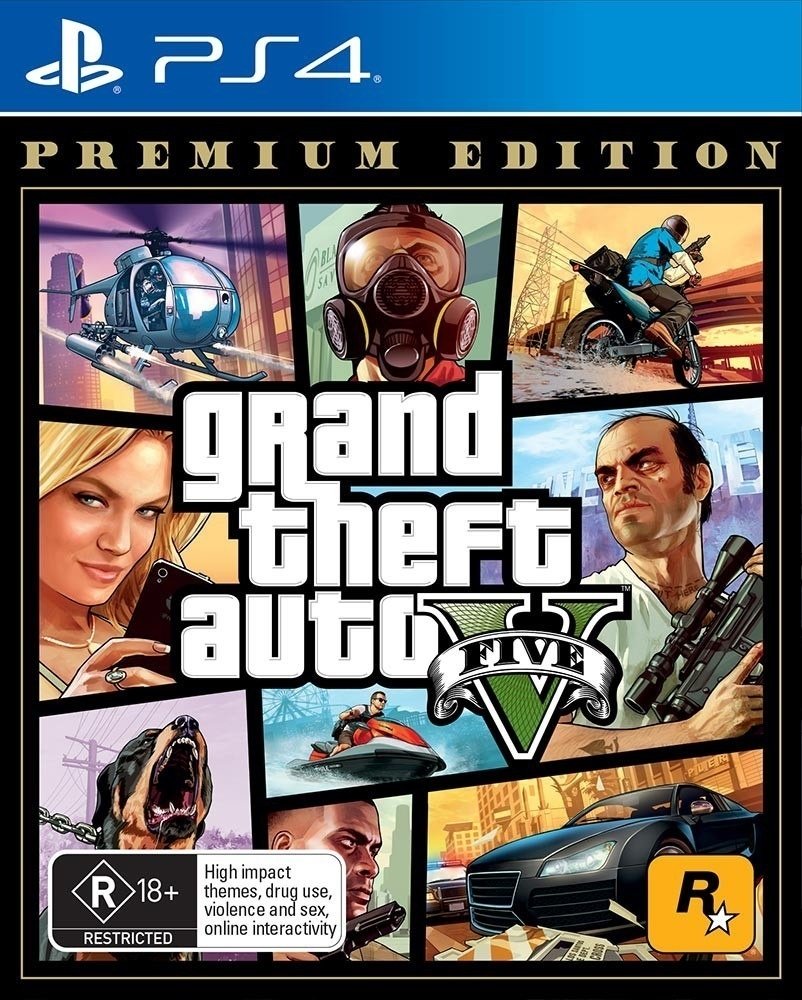 PS4
PREMIUM EDITION
grand
theft
auto V
FIVE
™
R 18+
RESTRICTED
High impact
themes, drug use,
violence and sex,
online interactivity
R